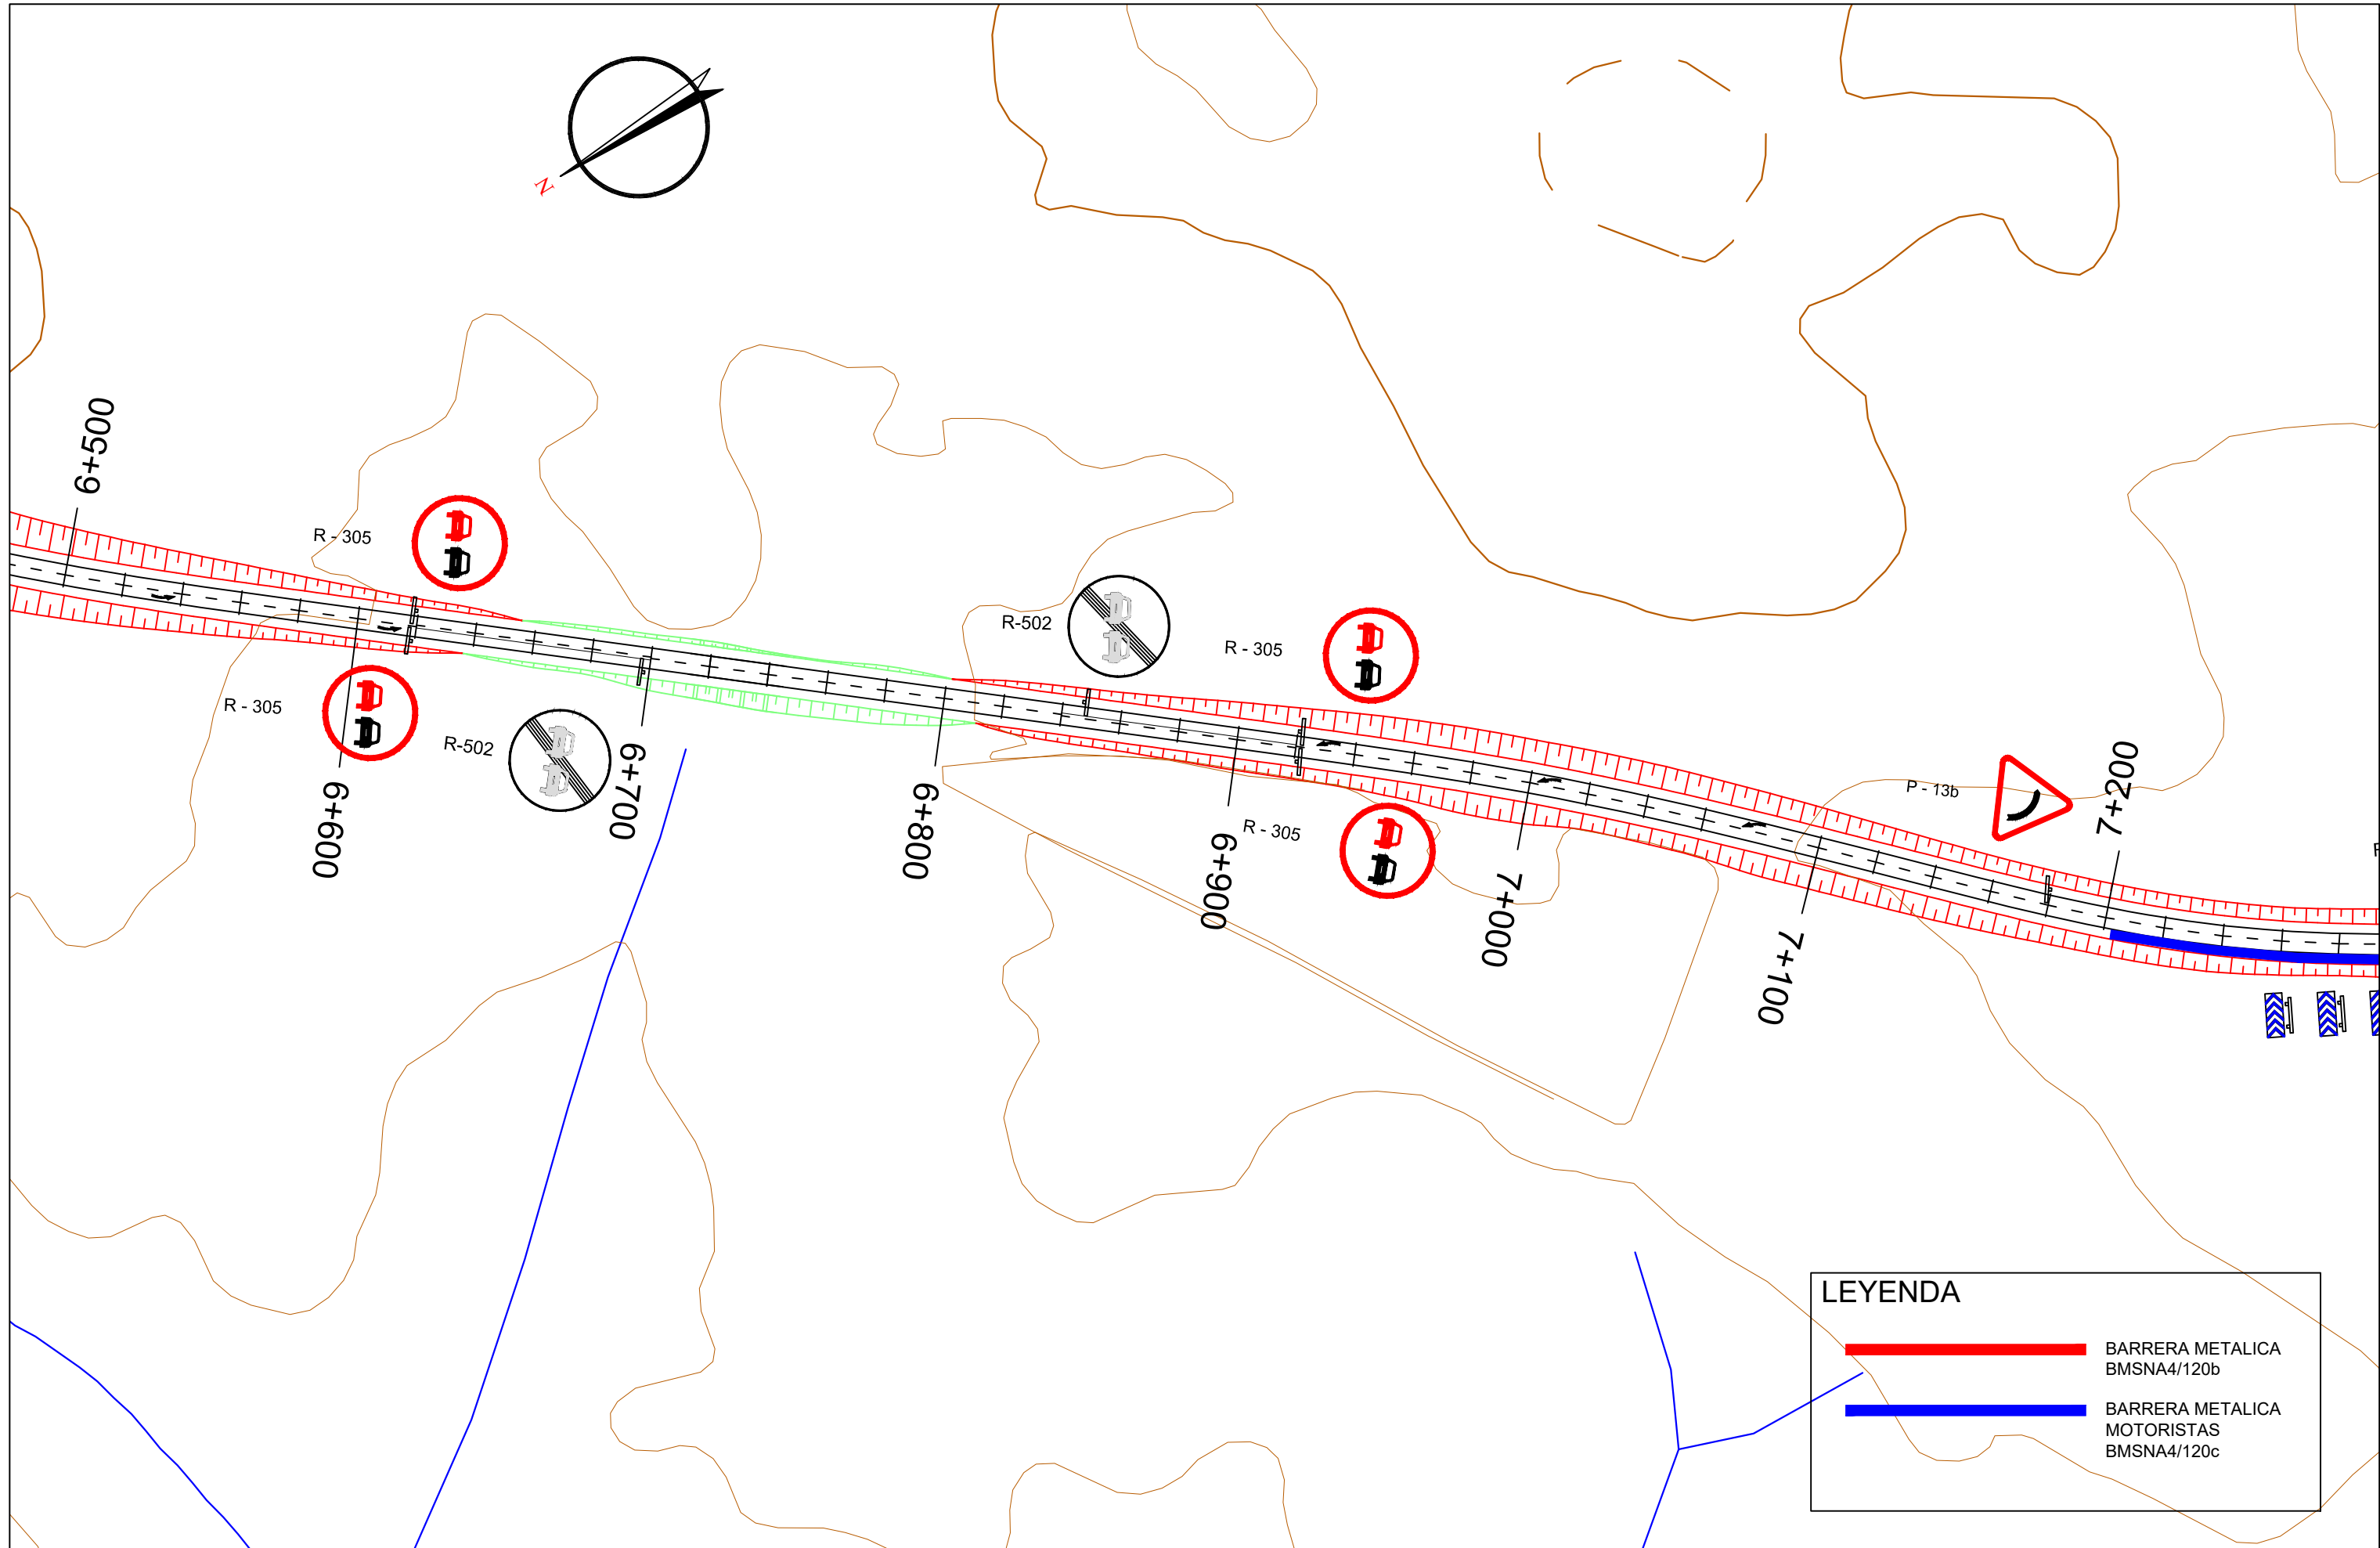 N
6+500
R - 305
R-502
R - 305
R - 305
R-502
6+600
6+700
6+800
6+900
R - 305
7+000
7+100
P - 13b
7+200
LEYENDA
BARRERA METALICA
BMSNA4/120b
BARRERA METALICA
MOTORISTAS
BMSNA4/120c